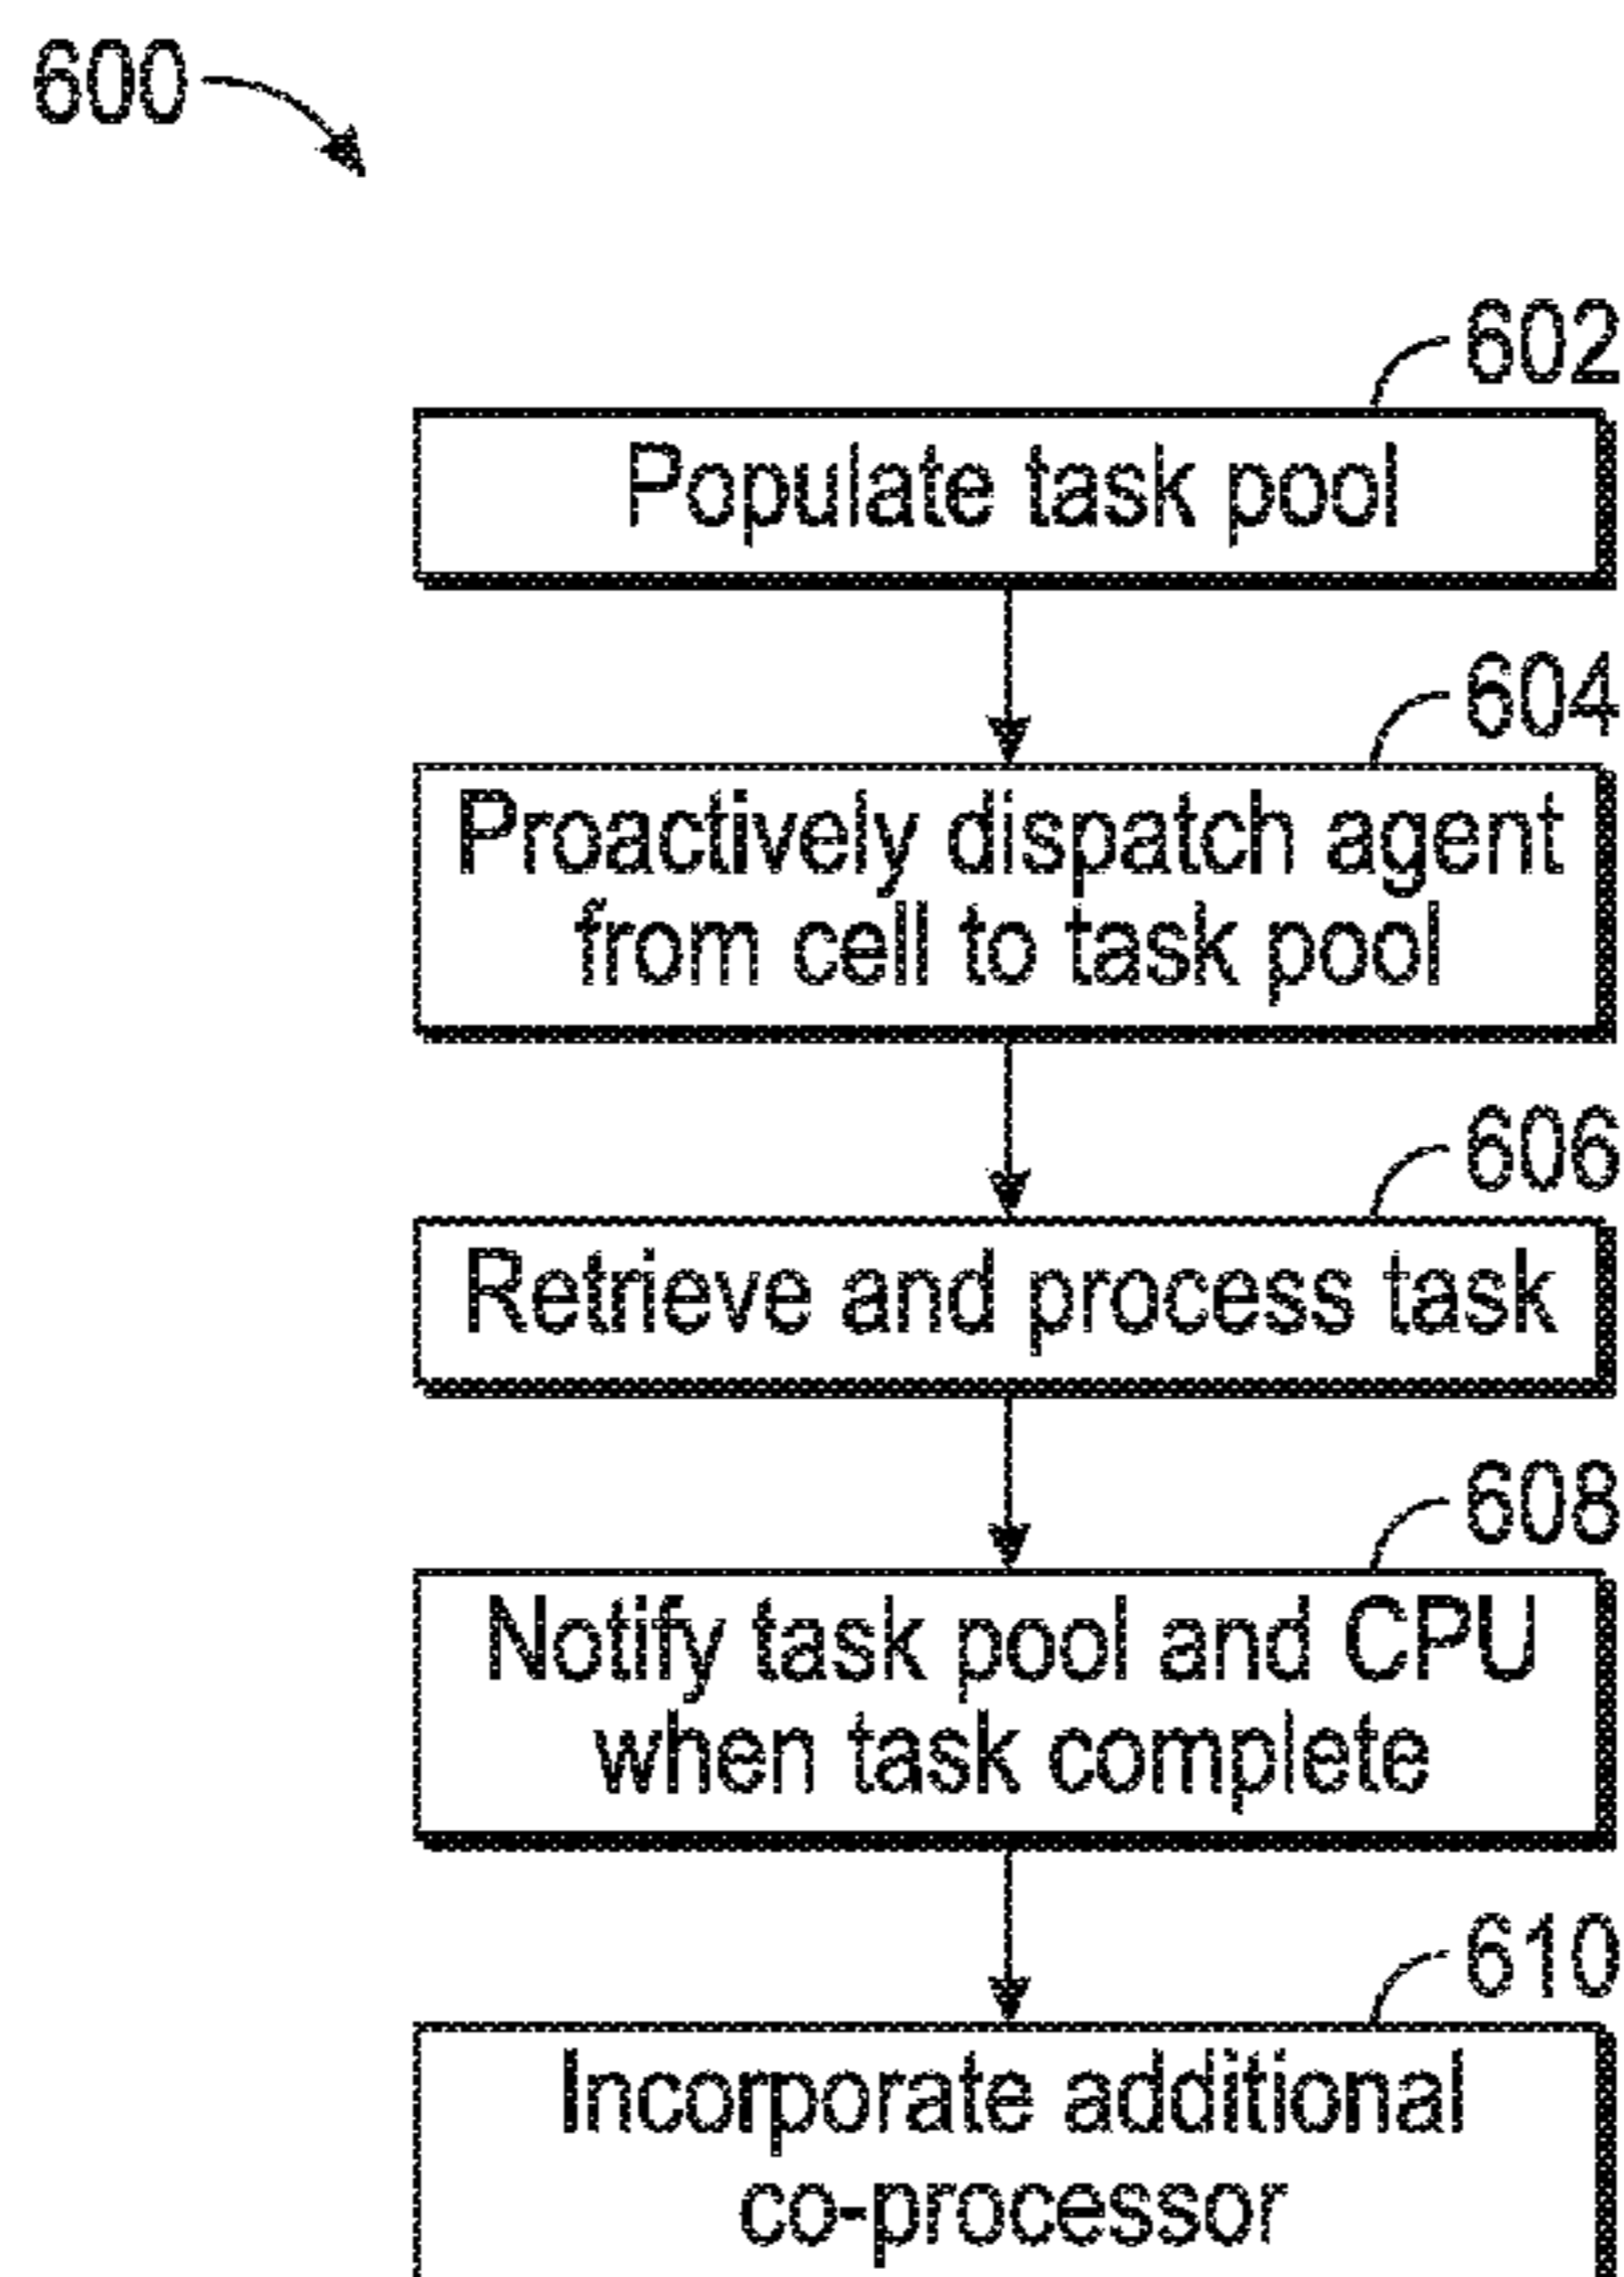 600
602
Populate task pool
604
Proactively dispatch agent
from cell to task pool
606
Retrieve and process task
608
Notify task pool and CPU
when task complete
610
Incorporate additional
co-processor